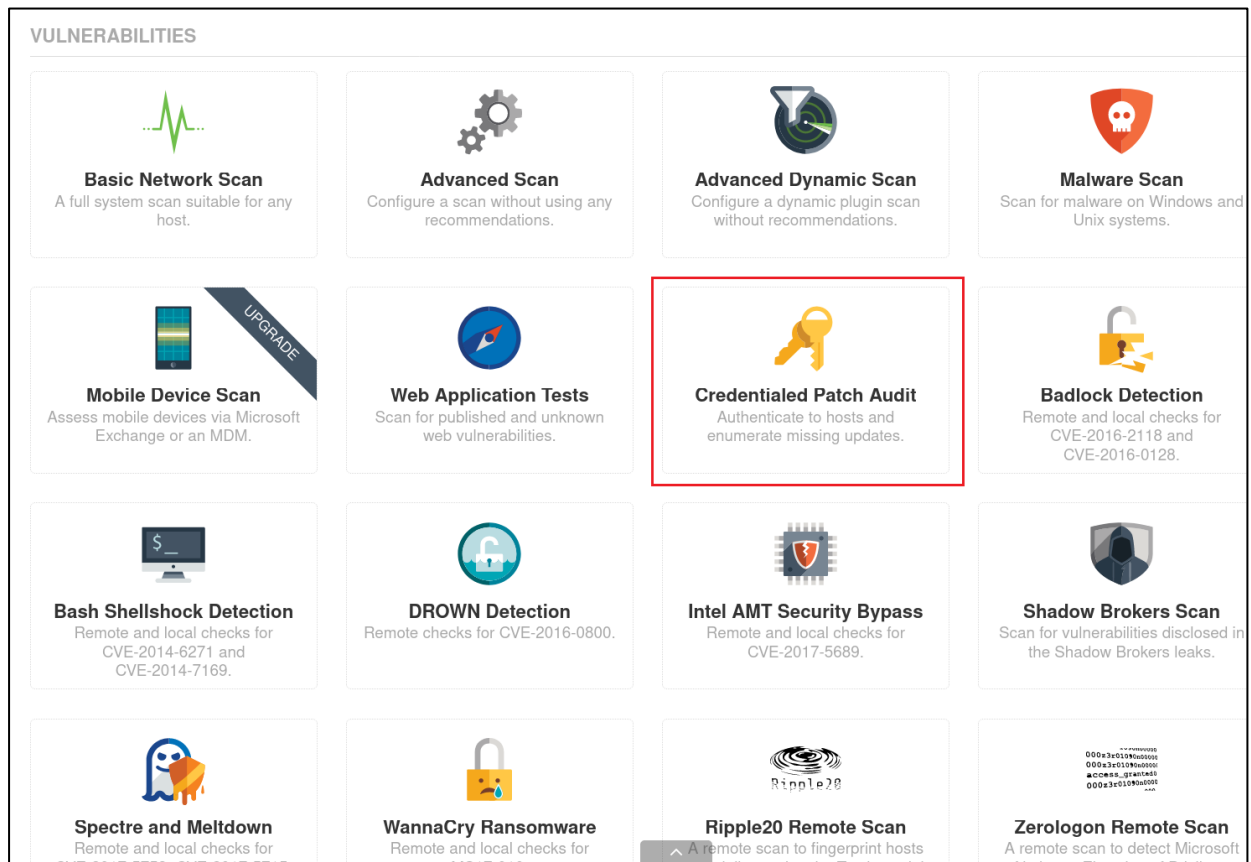 VULNERABILITIES
Basic Network Scan
A full system scan suitable for any
host.
Advanced Scan
Configure a scan without using any
recommendations.
Advanced Dynamic Scan
Configure a dynamic plugin scan
without recommendations.
Malware Scan
Scan for malware on Windows and
Unix systems.
UPGRADE
Mobile Device Scan
Assess mobile devices via Microsoft
Exchange or an MDM.
Web Application Tests
Scan for published and unknown
web vulnerabilities.
Credentialed Patch Audit
Authenticate to hosts and
enumerate missing updates.
Badlock Detection
Remote and local checks for
CVE-2016-2118 and
CVE-2016-0128.
$_
Bash Shellshock Detection
Remote and local checks for
CVE-2014-6271 and
CVE-2014-7169.
DROWN Detection
Remote checks for CVE-2016-0800.
Intel AMT Security Bypass
Remote and local checks for
CVE-2017-5689.
Shadow Brokers Scan
Scan for vulnerabilities disclosed in
the Shadow Brokers leaks.
Spectre and Meltdown
Remote and local checks for
WannaCry Ransomware
Remote and local checks for
Ripple20
Ripple20 Remote Scan
A remote scan to fingerprint hosts
access_granted
Zerologon Remote Scan
A remote scan to detect Microsoft